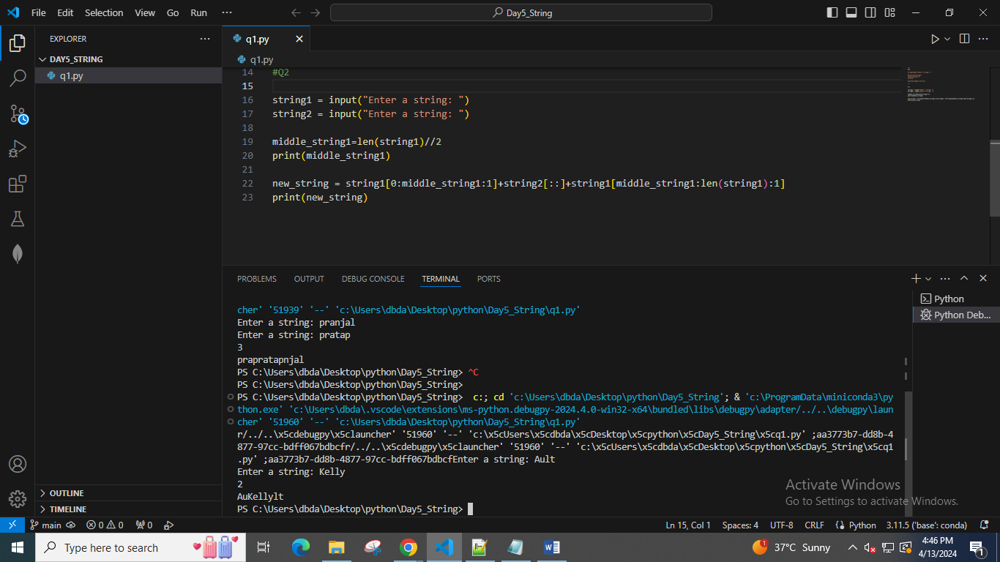 File Edit Selection View Go Run ···
Day5_String
EXPLORER
DAY5_STRING
q1.py
OUTLINE
TIMELINE
q1.py
q1.py
14 #Q2
15
16 string1 = input("Enter a string: ")
17 string2 = input("Enter a string: ")
18
19 middle_string1=len(string1)//2
20 print(middle_string1)
21
22 new_string = string1[0:middle_string1:1]+string2[::]+string1[middle_string1:len(string1):1]
23 print(new_string)
PROBLEMS OUTPUT DEBUG CONSOLE TERMINAL PORTS
Python
Python Deb...
cher' '51939' '--' 'c:\Users\dbda\Desktop\python\Day5_String\q1.py'
Enter a string: pranjal
Enter a string: pratap
3
prapratapnjal
PS C:\Users\dbda\Desktop\python\Day5_String> ^C
PS C:\Users\dbda\Desktop\python\Day5_String>
PS C:\Users\dbda\Desktop\python\Day5_String>  c:; cd 'c:\Users\dbda\Desktop\python\Day5_String'; & 'c:\ProgramData\miniconda3\py
thon.exe' 'c:\Users\dbda\.vscode\extensions\ms-python.debugpy-2024.4.0-win32-x64\bundled\libs\debugpy\adapter/../..\debugpy\laun
cher' '51960' '--' 'c:\Users\dbda\Desktop\python\Day5_String\q1.py'
r/../..\x5cdebugpy\x5claucher' '51960' '--' 'c:\x5cUsers\x5cdbda\x5cDesktop\x5cpython\x5cDay5_String\x5cq1.py' ;aa3773b7-dd8b-4
877-97cc-bdff067bdbcfr/../..\x5cdebugpy\x5claucher' '51960' '--' 'c:\x5cUsers\x5cdbda\x5cDesktop\x5cpython\x5cDay5_String\x5cq1
.py' ;aa3773b7-dd8b-4877-97cc-bdff067bdbcfEnter a string: Ault
Enter a string: Kelly
2
AuKellylt
PS C:\Users\dbda\Desktop\python\Day5_String>
Activate Windows
Go to Settings to activate Windows.
main 0 0 0 Ln 15, Col 1 Spaces: 4 UTF-8 CRLF Python 3.11.5 ('base': conda)
Type here to search
1 37°C Sunny
4:46 PM
4/13/2024
1